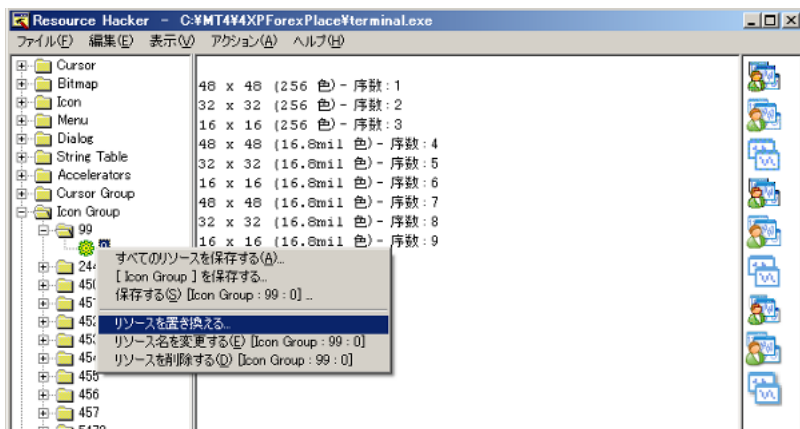 Resource Hacker - C:¥MT4¥4XPForexPlace¥terminal.exe
ファイル(F) 編集(E) 表示(V) アクション(A) ヘルプ(H)
Cursor
Bitmap
Icon
Menu
Dialog
String Table
Accelerators
Cursor Group
Icon Group
99
244
450
451
452
453
454
455
456
457
48 x 48 (256 色) - 序数:1
32 x 32 (256 色) - 序数:2
16 x 16 (256 色) - 序数:3
48 x 48 (16.8mil 色) - 序数:4
32 x 32 (16.8mil 色) - 序数:5
16 x 16 (16.8mil 色) - 序数:6
48 x 48 (16.8mil 色) - 序数:7
32 x 32 (16.8mil 色) - 序数:8
16 x 16 (16.8mil 色) - 序数:9
すべてのリソースを保存する(A)...
[ Icon Group ] を保存する...
保存する(S) [Icon Group : 99 : 0] ...
リソースを置き換える...
リソース名を変更する(E) [Icon Group : 99 : 0]
リソースを削除する(D) [Icon Group : 99 : 0]